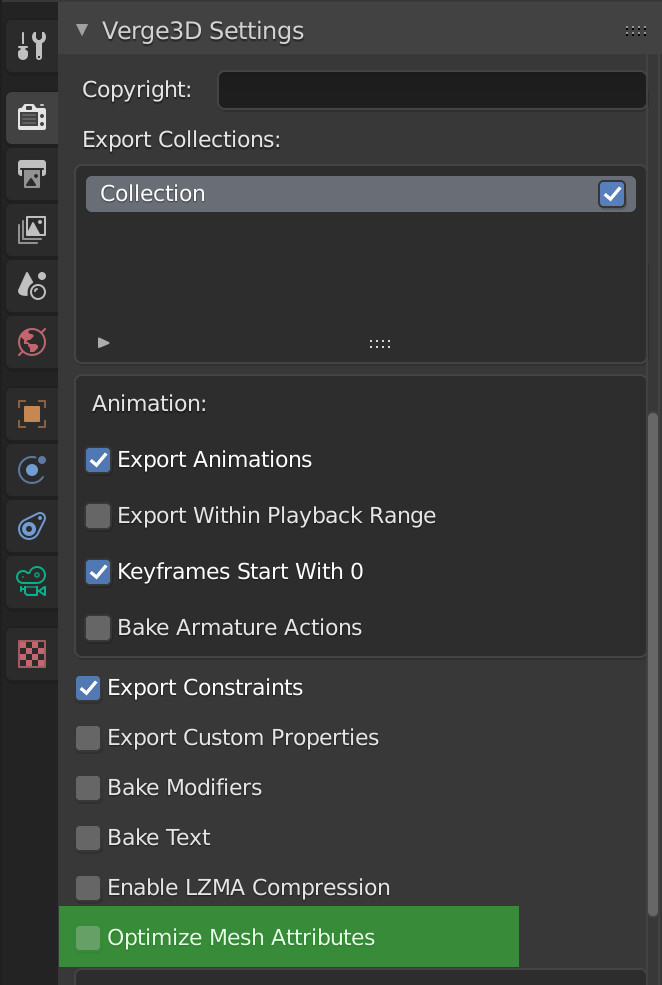 Verge3D Settings
Copyright:
Export Collections:
Collection
Animation:
Export Animations
Export Within Playback Range
Keyframes Start With 0
Bake Armature Actions
Export Constraints
Export Custom Properties
Bake Modifiers
Bake Text
Enable LZMA Compression
Optimize Mesh Attributes